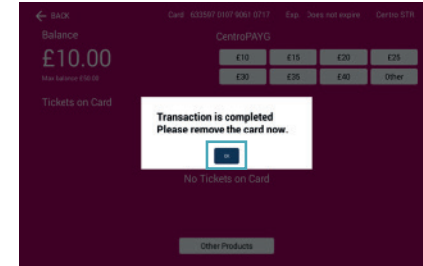 ← BACK Card 633597 0107 9061 0717 Exp. Does not expire Centro STR
Balance
CentroPAYG
£10.00
£10 £15 £20 £25
Max balance £50.00
£30 £35 £40 Other
Tickets on Card
Transaction is completed
Please remove the card now.
OK
No Tickets on Card
Other Products